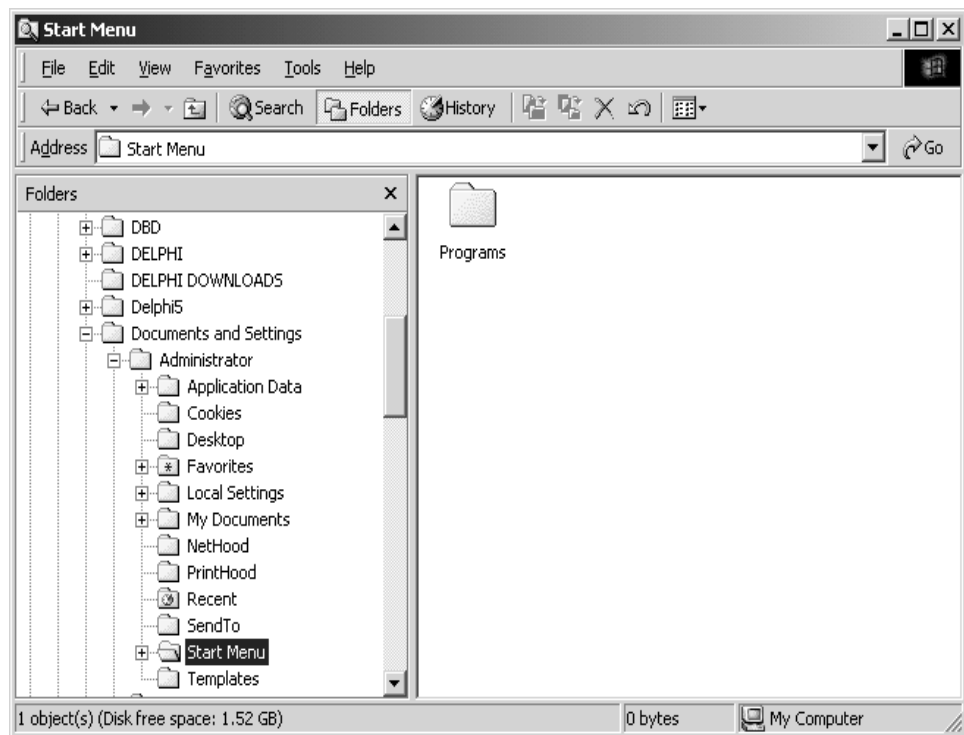 Start Menu
File Edit View Favorites Tools Help
Back Search Folders History
Address Start Menu Go
Folders
DBD
DELPHI
DELPHI DOWNLOADS
Delphi5
Documents and Settings
Administrator
Application Data
Cookies
Desktop
Favorites
Local Settings
My Documents
NetHood
PrintHood
Recent
SendTo
Start Menu
Templates
Programs
1 object(s) (Disk free space: 1.52 GB) 0 bytes My Computer